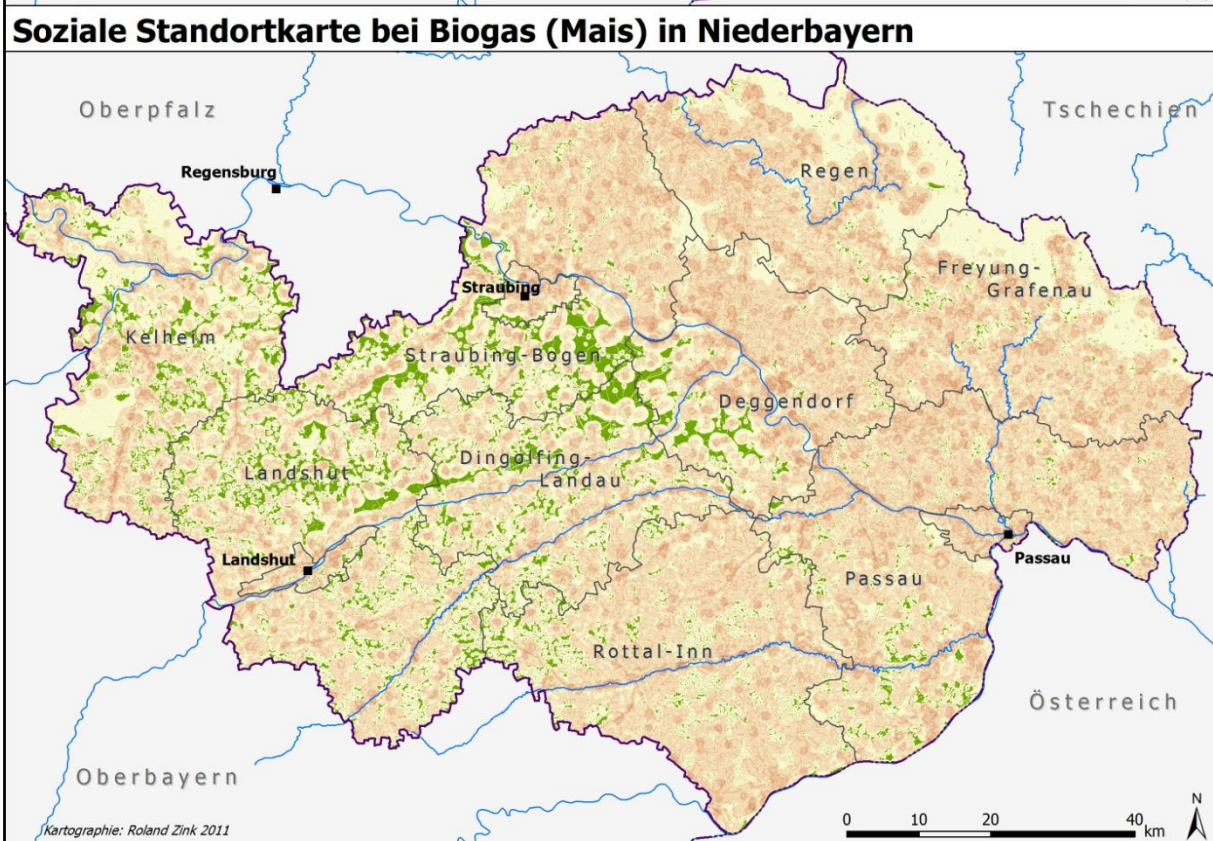 Soziale Standortkarte bei Biogas (Mais) in Niederbayern
Oberpfalz
Tschechien
Regensburg
Regen
Freyung-
Grafenau
Straubing
Kelheim
Straubing-Bogen
Deggendorf
Dingolfing-
Landau
Landshut
Landshut
Passau
Passau
Rottal-Inn
Österreich
Oberbayern
N
Kartographie: Roland Zink 2011
0 10 20 40 km